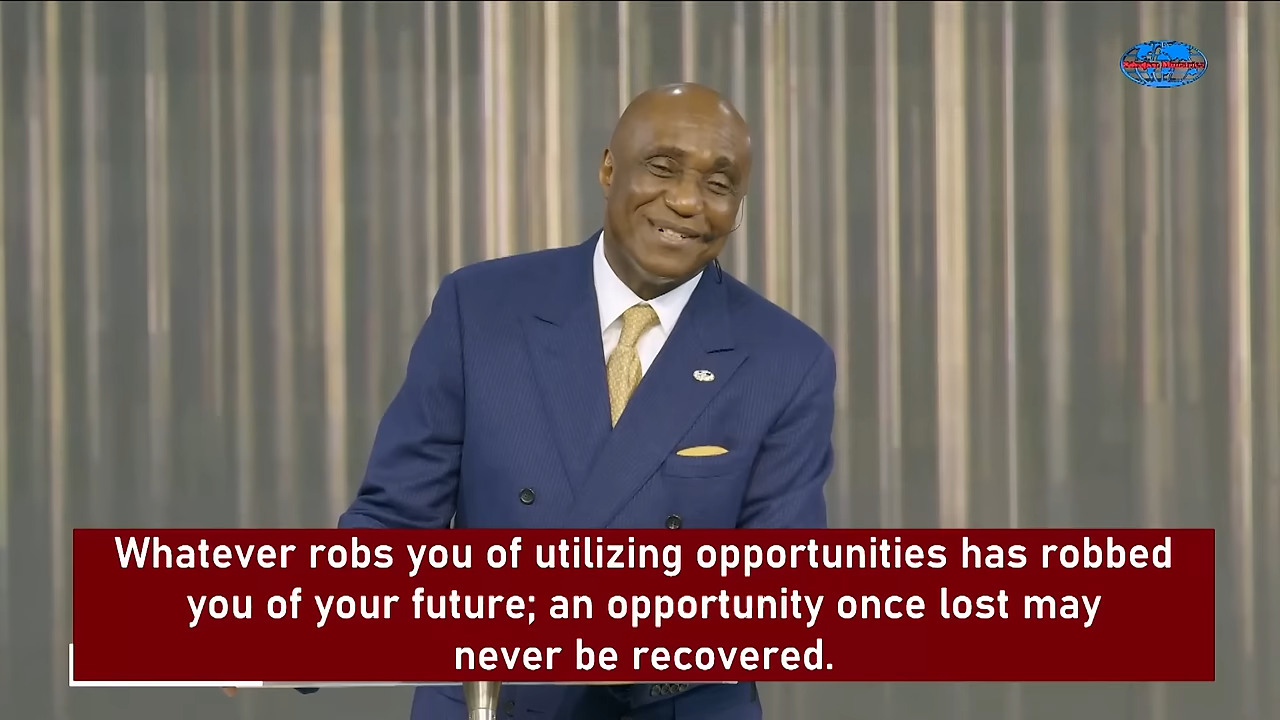 Whatever robs you of utilizing opportunities has robbed
you of your future; an opportunity once lost may
never be recovered.